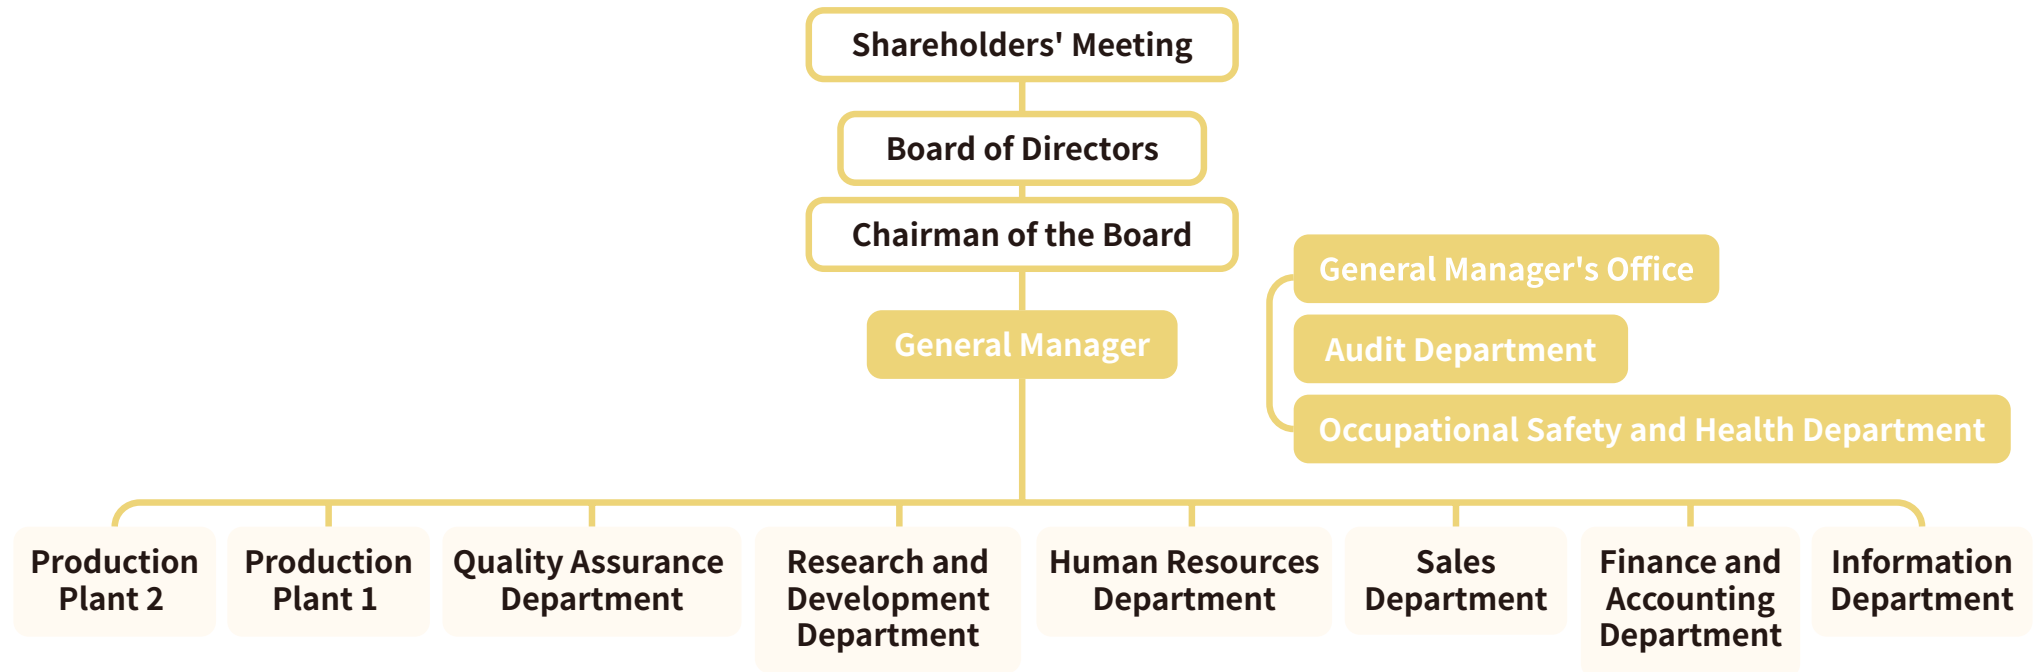 Shareholders' Meeting
Board of Directors
Chairman of the Board
General Manager
General Manager's Office
Audit Department
Occupational Safety and Health Department
Production
Plant 2
Production
Plant 1
Quality Assurance
Department
Research and
Development
Department
Human Resources
Department
Sales
Department
Finance and
Accounting
Department
Information
Department